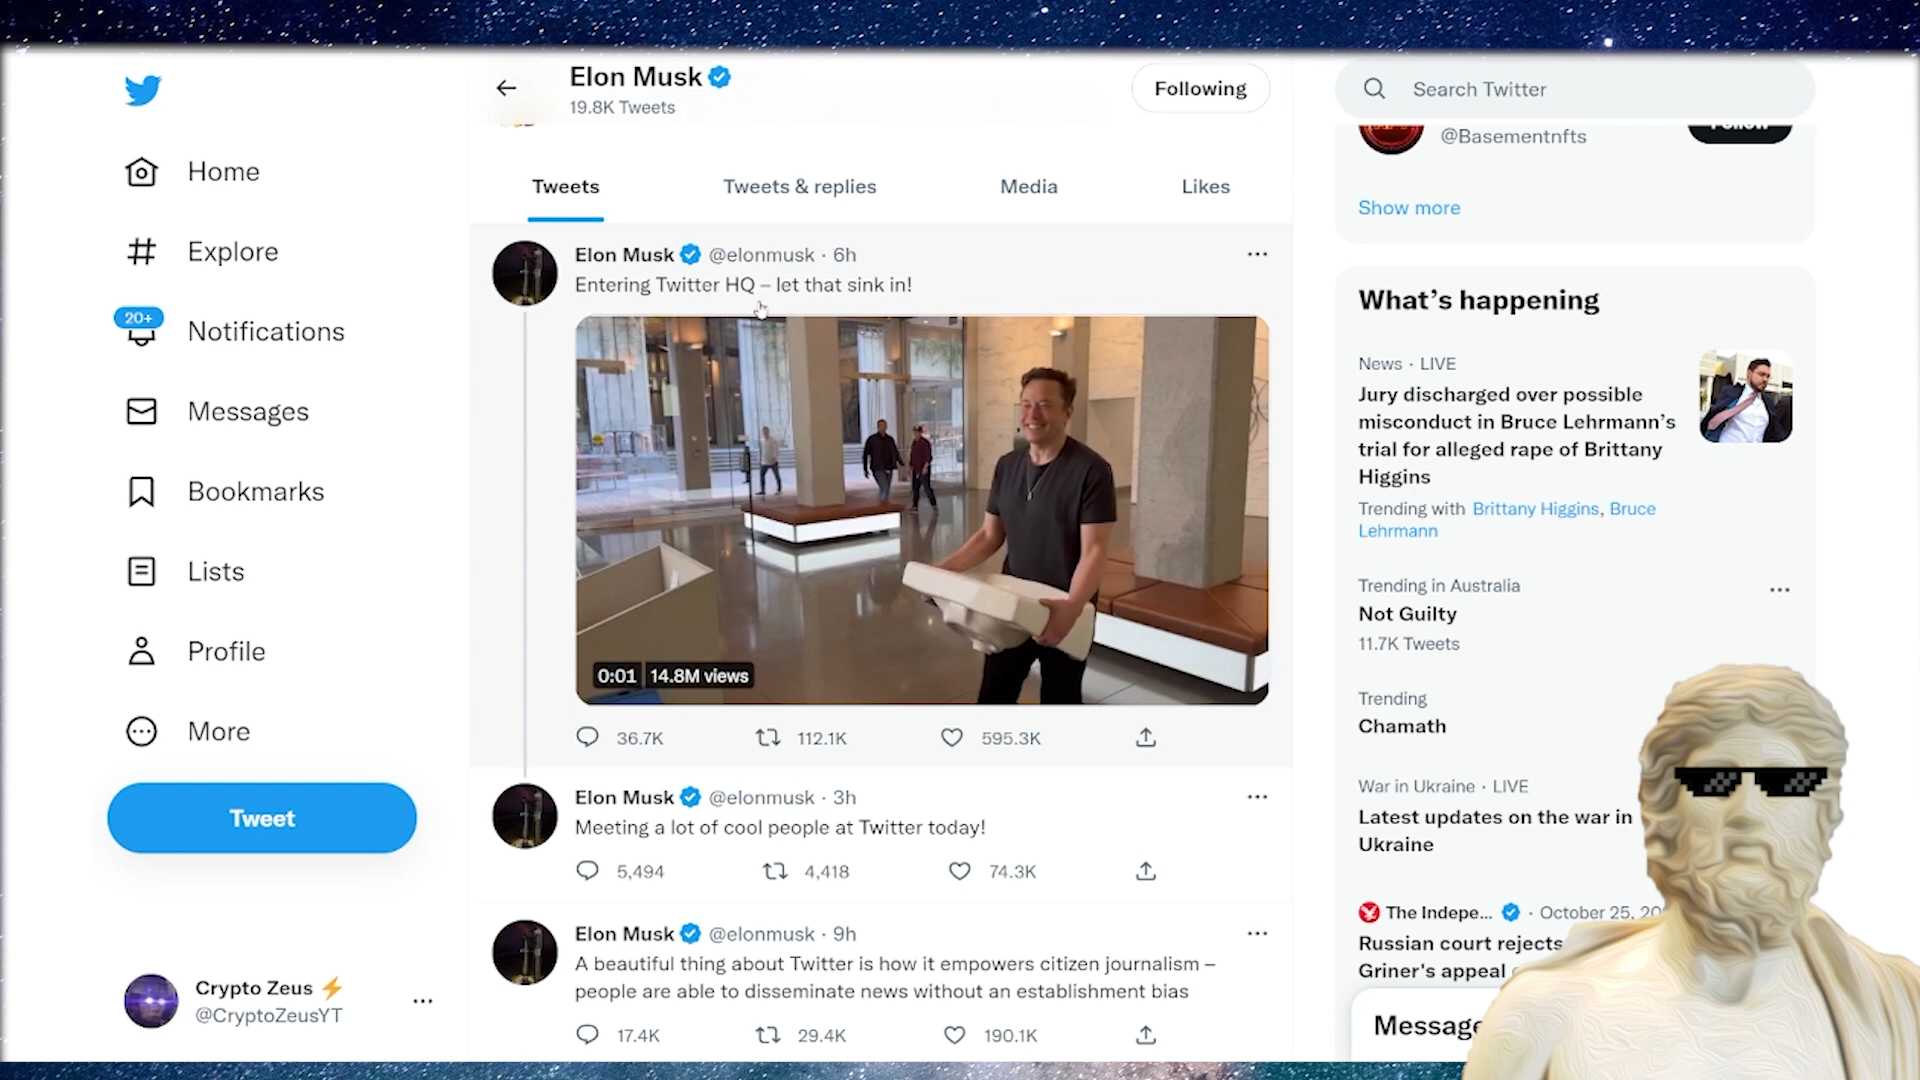 Home
Explore
20+
Notifications
Messages
Bookmarks
Lists
Profile
More
Tweet
Crypto Zeus
@CryptoZeusYT
Elon Musk
19.8K Tweets
Following
Tweets
Tweets & replies
Media
Likes
Elon Musk @elonmusk · 6h
Entering Twitter HQ – let that sink in!
0:01
14.8M views
36.7K
112.1K
595.3K
Elon Musk @elonmusk · 3h
Meeting a lot of cool people at Twitter today!
5,494
4,418
74.3K
Elon Musk @elonmusk · 9h
A beautiful thing about Twitter is how it empowers citizen journalism –
people are able to disseminate news without an establishment bias
17.4K
29.4K
190.1K
Search Twitter
@Basementnfts
Follow
Show more
What's happening
News · LIVE
Jury discharged over possible
misconduct in Bruce Lehrmann's
trial for alleged rape of Brittany
Higgins
Trending with Brittany Higgins, Bruce
Lehrmann
Trending in Australia
Not Guilty
11.7K Tweets
Trending
Chamath
War in Ukraine · LIVE
Latest updates on the war in
Ukraine
The Indepe... · October 25, 20
Russian court rejects
Griner's appeal
Message